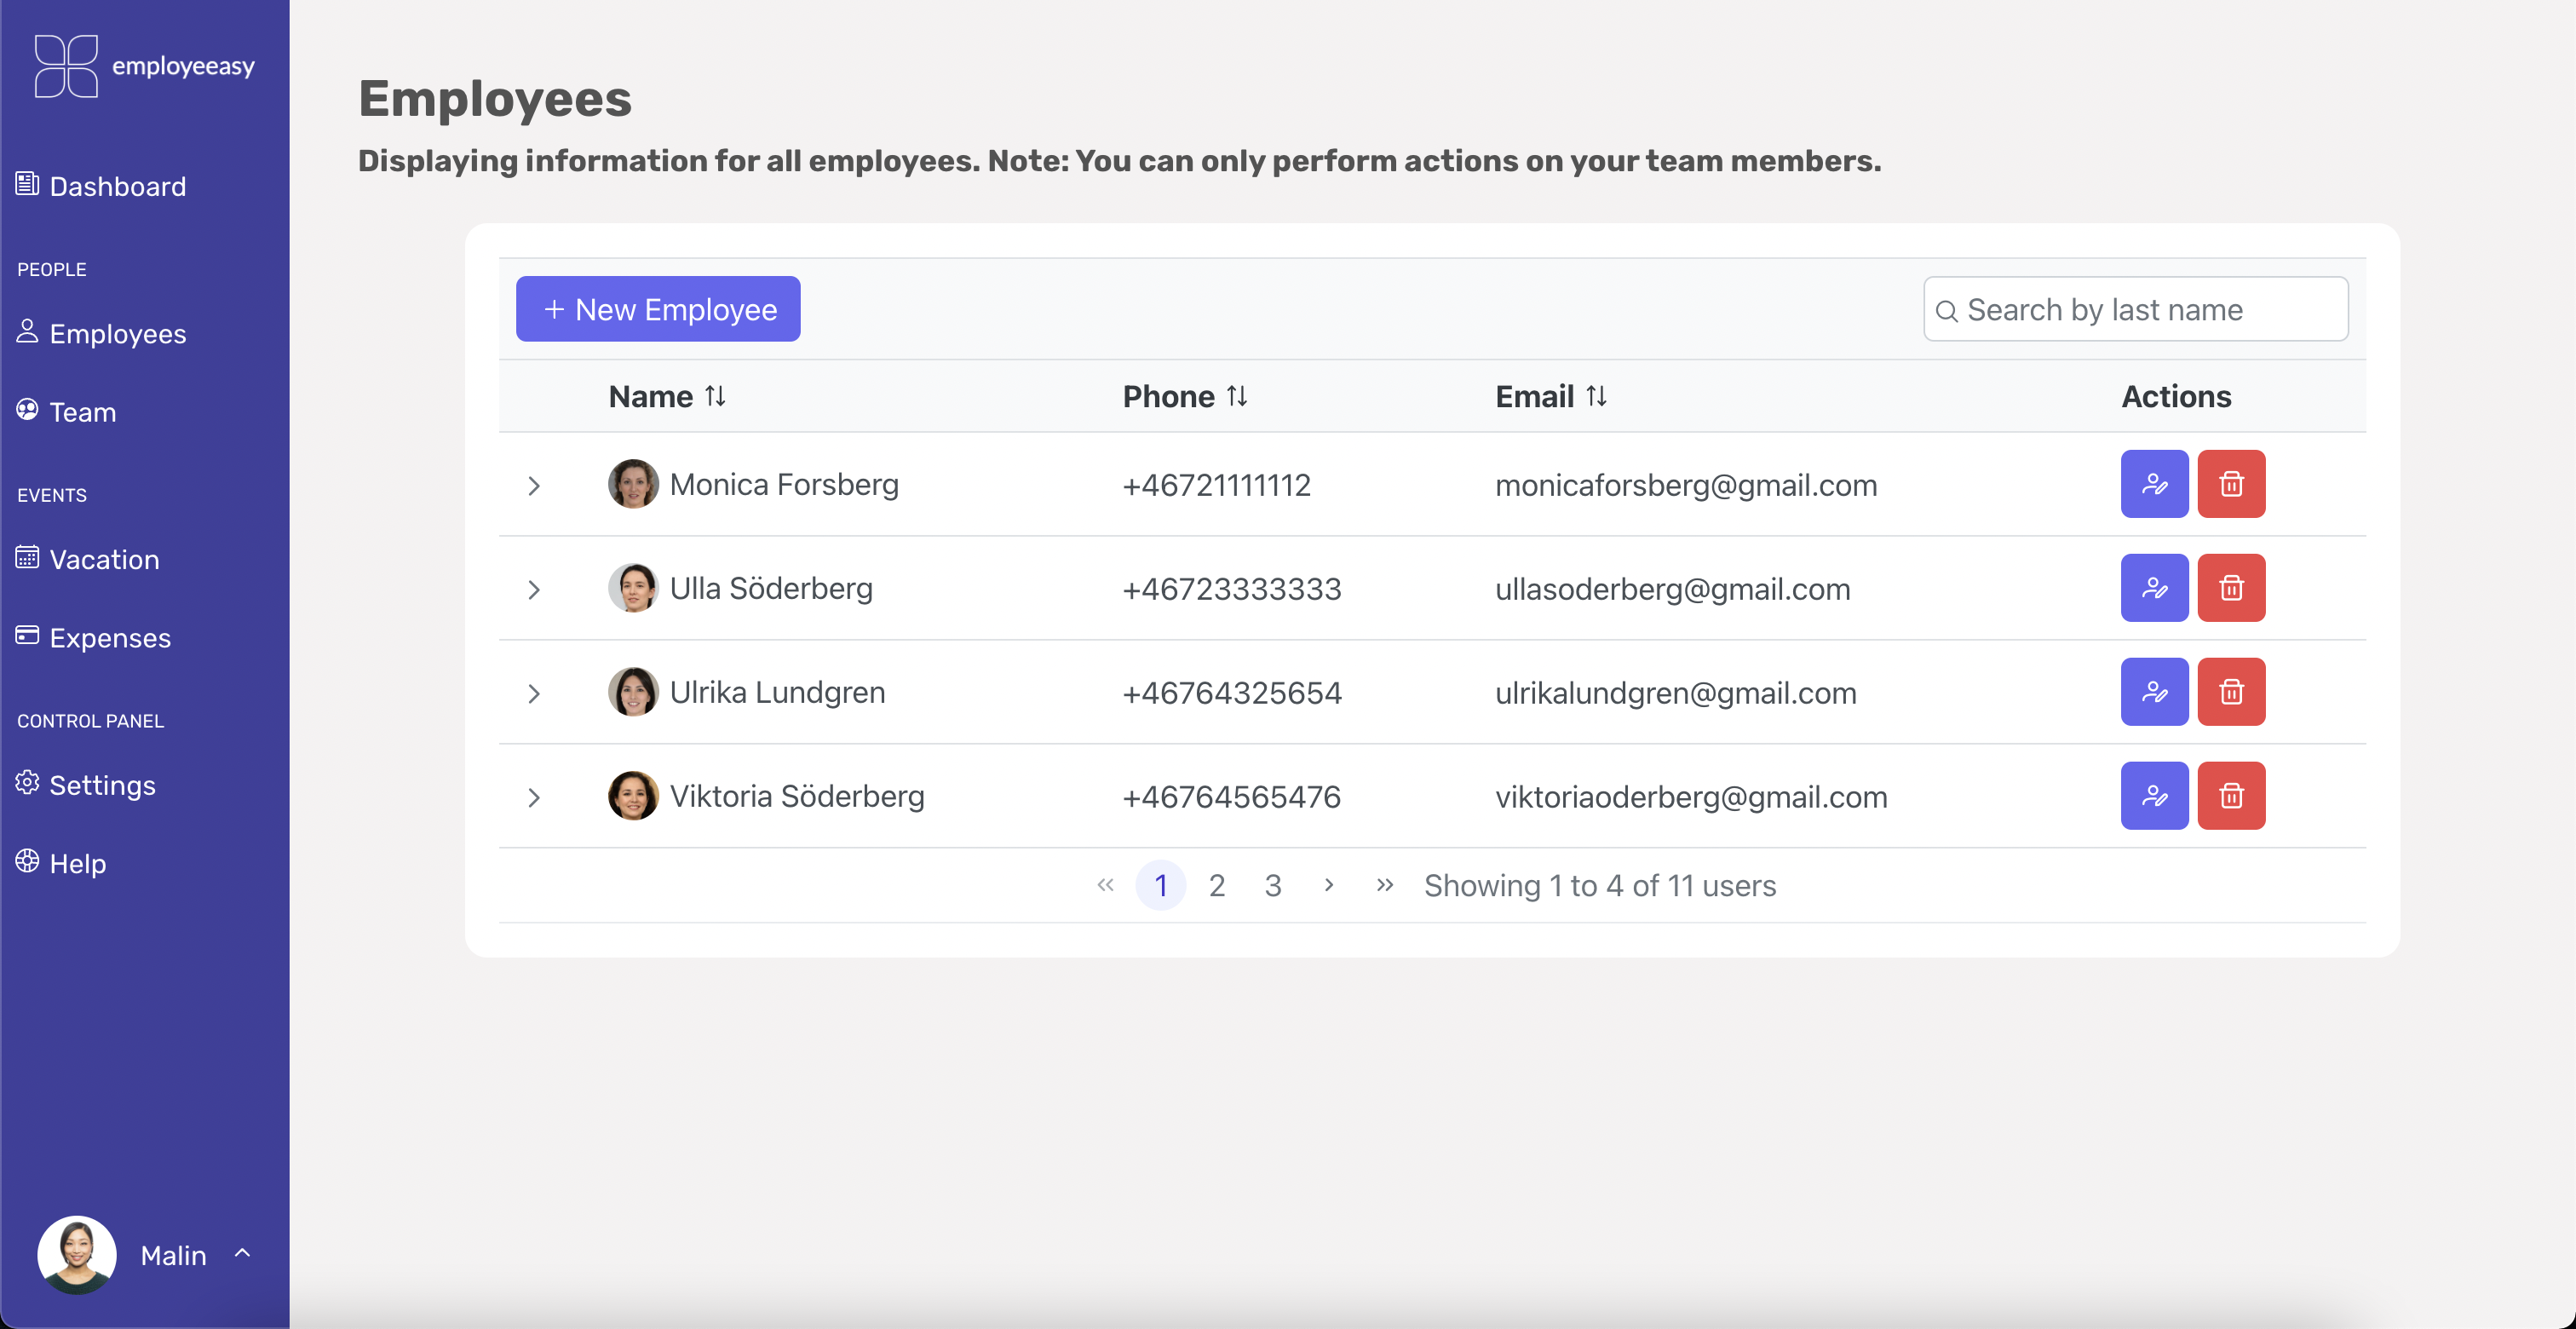 employeeasy
Dashboard
PEOPLE
Employees
Team
EVENTS
Vacation
Expenses
CONTROL PANEL
Settings
Help
Malin
Employees
Displaying information for all employees. Note: You can only perform actions on your team members.
+ New Employee
Search by last name
Name Phone Email Actions
Monica Forsberg +46721111112 monicaforsberg@gmail.com
Ulla Söderberg +46723333333 ullasoderberg@gmail.com
Ulrika Lundgren +46764325654 ulrikalundgren@gmail.com
Viktoria Söderberg +46764565476 viktoriaoderberg@gmail.com
« 1 2 3 › » Showing 1 to 4 of 11 users